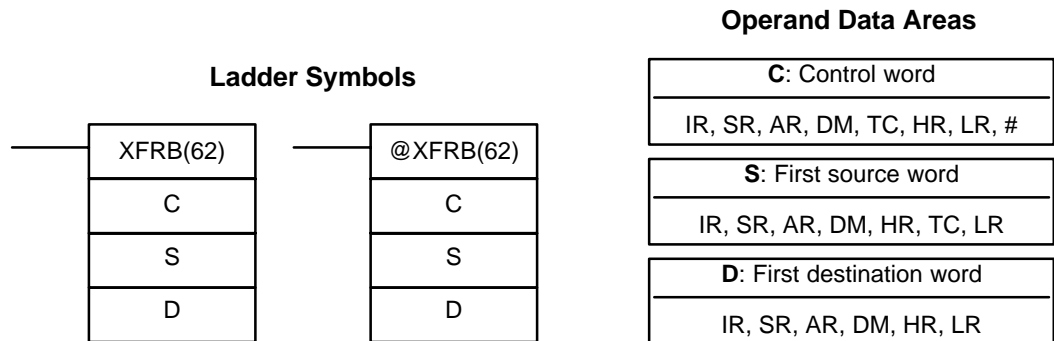 Ladder Symbols
XFRB(62)
C
S
D
@XFRB(62)
C
S
D
Operand Data Areas
C: Control word
IR, SR, AR, DM, TC, HR, LR, #
S: First source word
IR, SR, AR, DM, HR, TC, LR
D: First destination word
IR, SR, AR, DM, HR, LR